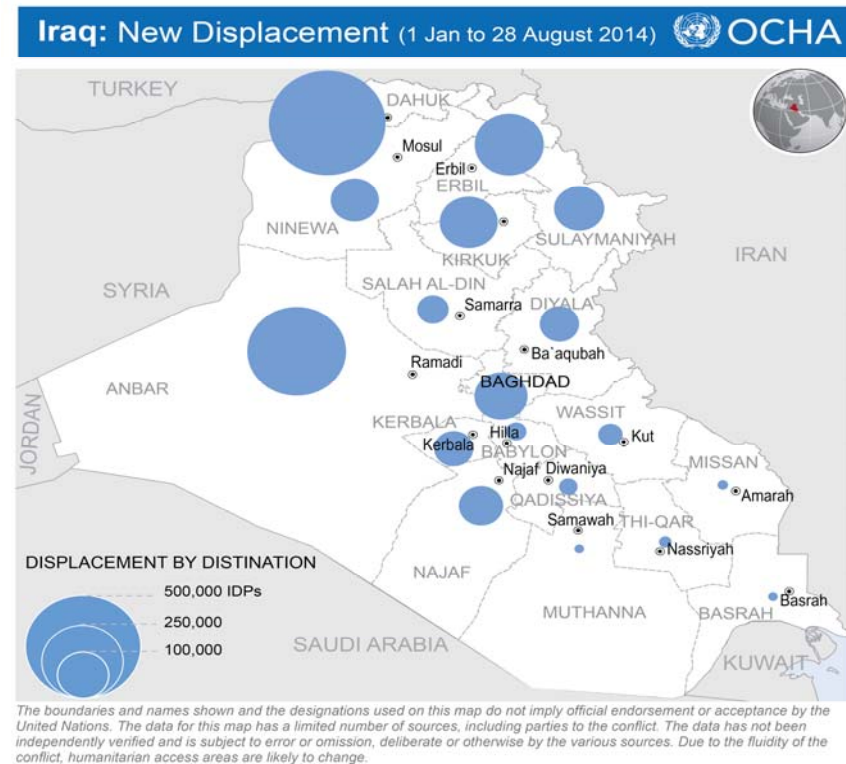 Iraq: New Displacement (1 Jan to 28 August 2014) OCHA
TURKEY
DAHUK
Mosul
Erbil
ERBIL
NINEWA
SULAYMANIYAH
KIRKUK
IRAN
SYRIA
SALAH AL-DIN
Samarra
DIYALA
Ba`aqubah
Ramadi
BAGHDAD
ANBAR
JORDAN
KERBALA
Hilla
WASSIT
Kerbala
BABYLON
Kut
MISSAN
Najaf
Diwaniya
Amarah
QADISSIYA
Samawah
THI-QAR
Nassriyah
DISPLACEMENT BY DISTINATION
NAJAF
500,000 IDPs
250,000
100,000
MUTHANNA
BASRAH
Basrah
SAUDI ARABIA
KUWAIT
The boundaries and names shown and the designations used on this map do not imply official endorsement or acceptance by the
United Nations. The data for this map has a limited number of sources, including parties to the conflict. The data has not been
independently verified and is subject to error or omission, deliberate or otherwise by the various sources. Due to the fluidity of the
conflict, humanitarian access areas are likely to change.